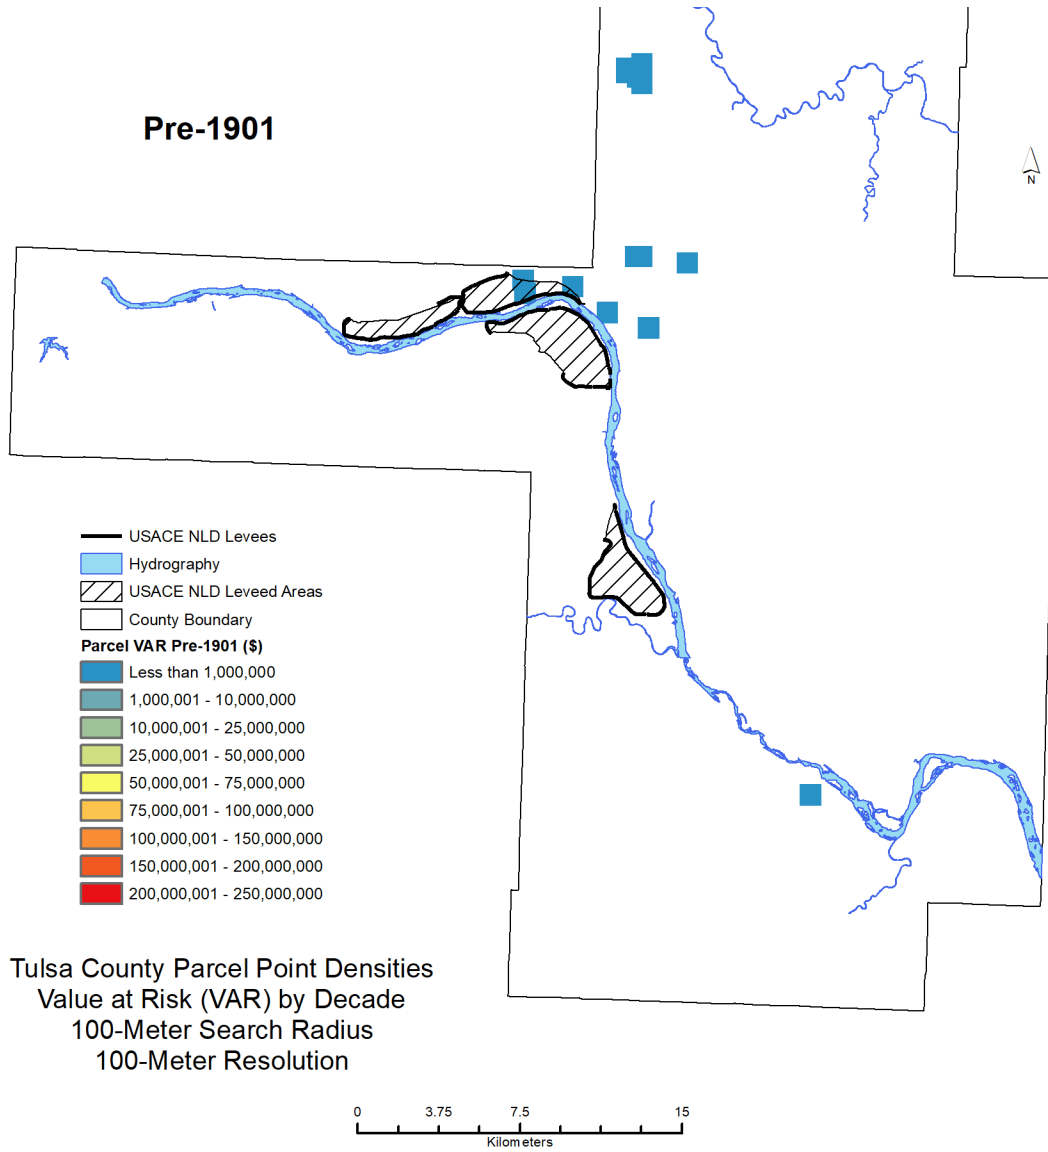 Pre-1901
N
USACE NLD Levees
Hydrography
USACE NLD Leveed Areas
County Boundary
Parcel VAR Pre-1901 ($)
Less than 1,000,000
1,000,001 - 10,000,000
10,000,001 - 25,000,000
25,000,001 - 50,000,000
50,000,001 - 75,000,000
75,000,001 - 100,000,000
100,000,001 - 150,000,000
150,000,001 - 200,000,000
200,000,001 - 250,000,000
Tulsa County Parcel Point Densities
Value at Risk (VAR) by Decade
100-Meter Search Radius
100-Meter Resolution
0 3.75 7.5 15
Kilometers